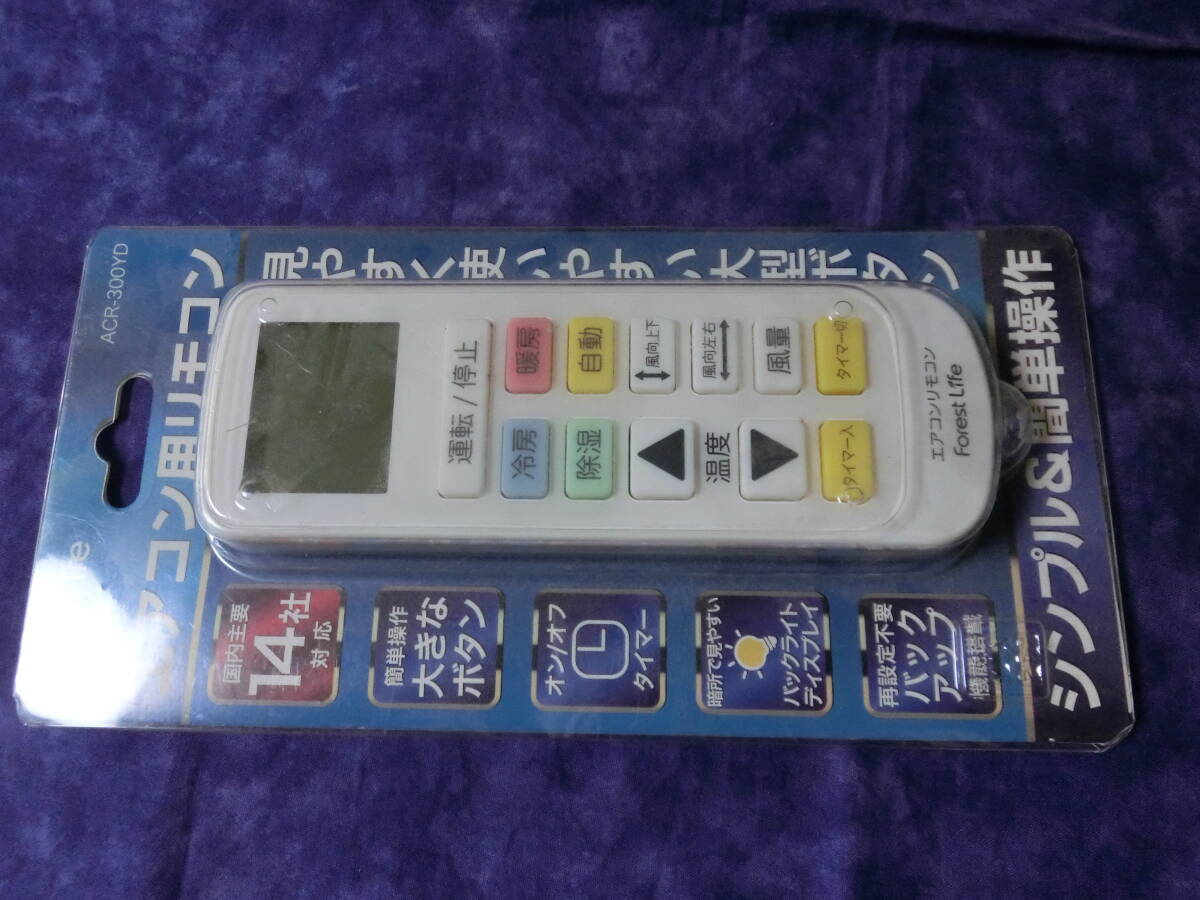 ACR-300YD
エアコン用リモコン
見やすく使いやすい大型ボタン
運転/停止
冷房
暖房
除湿
自動
温度
風向上下
風向左右
風量
タイマー入
タイマー切
エアコンリモコン
Forest Life
国内主要
14社
対応
簡単操作
大きな
ボタン
オン/オフ
タイマー
暗所で見やすい
バックライト
ディスプレイ
再設定不要
バック
アップ
機能搭載
シンプル&簡単操作